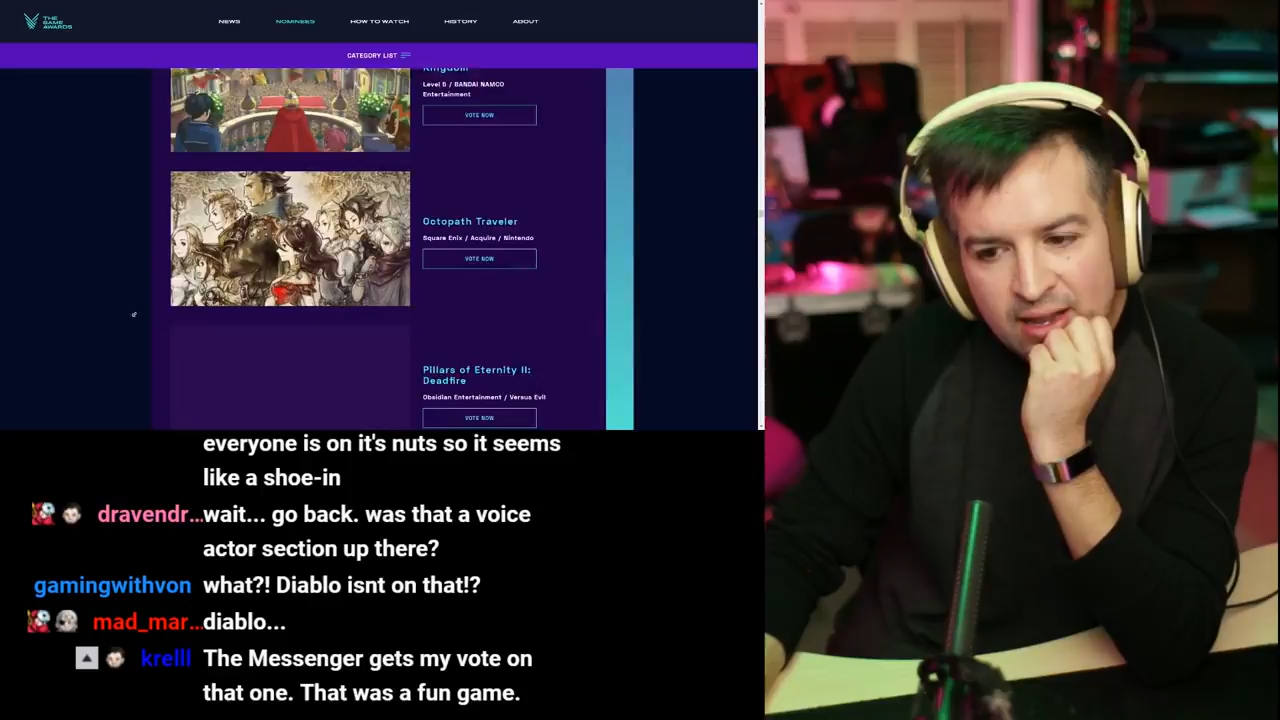 THE
GAME
AWARDS
NEWS
NOMINEES
HOW TO WATCH
HISTORY
ABOUT
CATEGORY LIST
Kingdom
Level 5 / BANDAI NAMCO
Entertainment
VOTE NOW
Octopath Traveler
Square Enix / Acquire / Nintendo
VOTE NOW
Pillars of Eternity II:
Deadfire
Obsidian Entertainment / Versus Evil
VOTE NOW
everyone is on it's nuts so it seems
like a shoe-in
dravendr... wait... go back. was that a voice
actor section up there?
gamingwithvon what?! Diablo isnt on that!?
mad_mar... diablo...
krelll The Messenger gets my vote on
that one. That was a fun game.